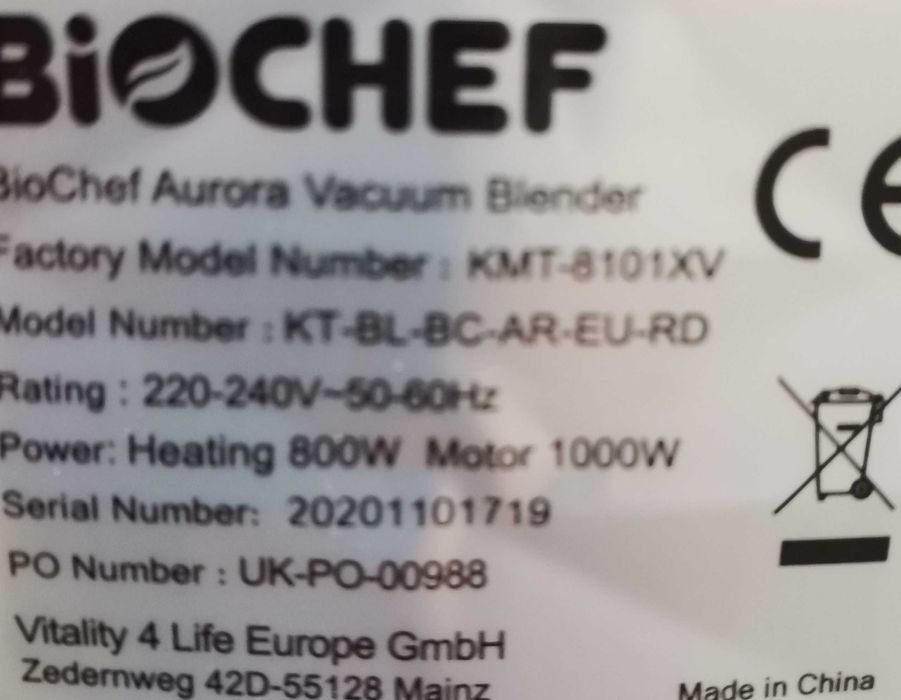 BiOCHEF
BioChef Aurora Vacuum Blender
Factory Model Number : KMT-8101XV
Model Number : KT-BL-BC-AR-EU-RD
Rating : 220-240V~50-60Hz
Power: Heating 800W Motor 1000W
Serial Number: 20201101719
PO Number : UK-PO-00988
Vitality 4 Life Europe GmbH
Zedernweg 42D-55128 Mainz
Made in China
CE